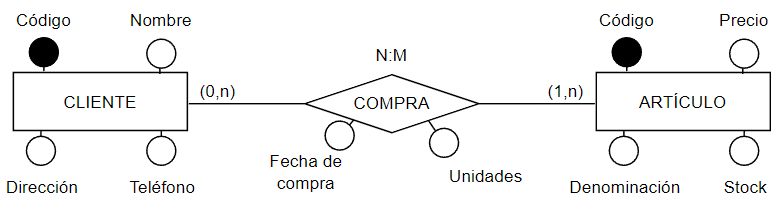 Código
Nombre
Código
Precio
N:M
CLIENTE
(0,n)
COMPRA
(1,n)
ARTÍCULO
Fecha de
compra
Unidades
Dirección
Teléfono
Denominación
Stock